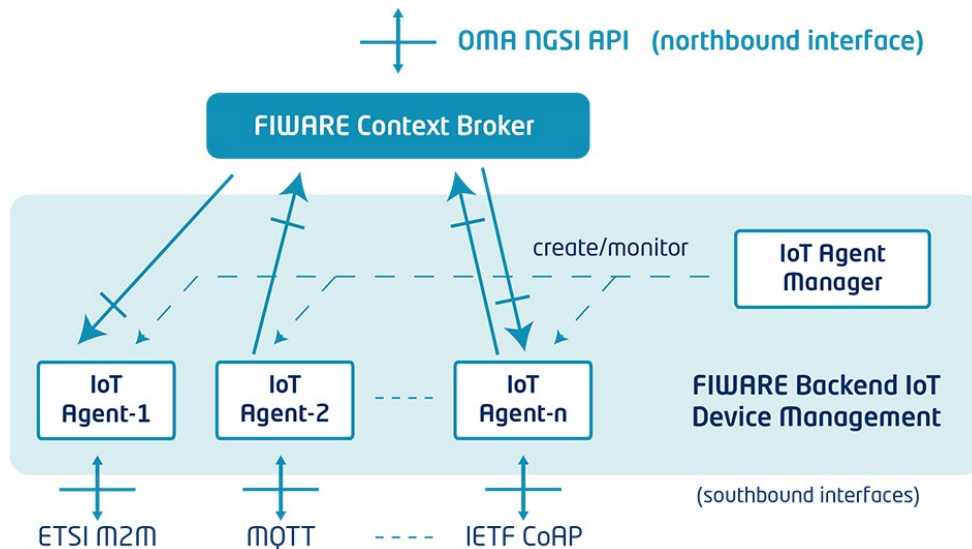 OMA NGSI API (northbound interface)
FIWARE Context Broker
create/monitor
IoT Agent
Manager
IoT
Agent-1
IoT
Agent-2
IoT
Agent-n
FIWARE Backend IoT
Device Management
(southbound interfaces)
ETSI M2M
MQTT
IETF CoAP